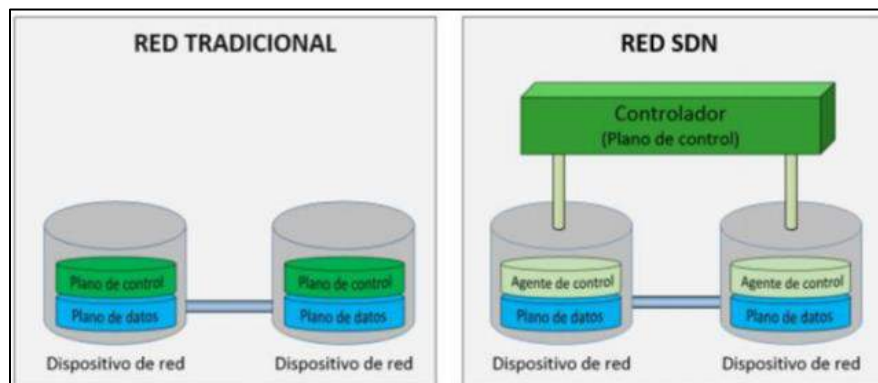 RED TRADICIONAL
Plano de control
Plano de datos
Dispositivo de red
Plano de control
Plano de datos
Dispositivo de red
RED SDN
Controlador
(Plano de control)
Agente de control
Plano de datos
Dispositivo de red
Agente de control
Plano de datos
Dispositivo de red